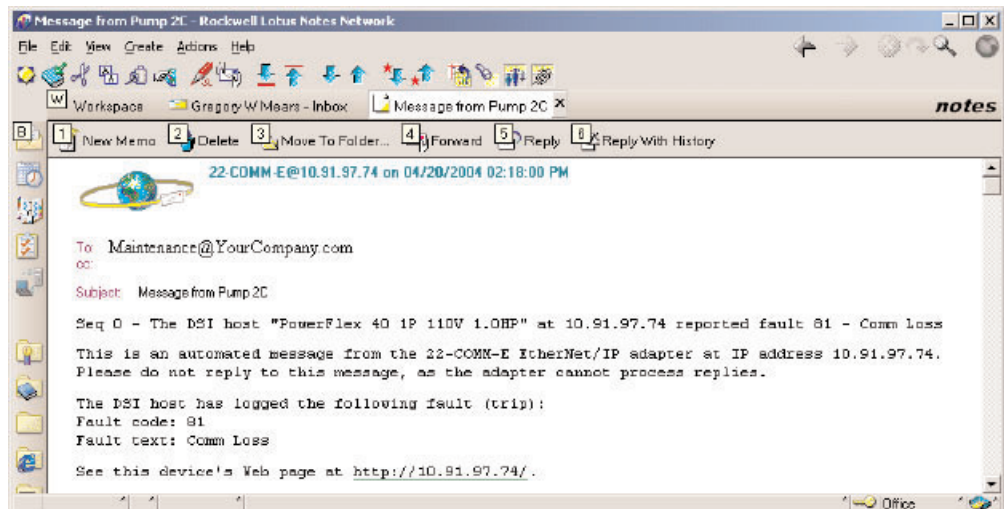 Message from Pump 2C - Rockwell Lotus Notes Network
File Edit View Create Actions Help
W Workspace Gregory W Mears - Inbox Message from Pump 2C notes
B 1 New Memo 2 Delete 3 Move To Folder... 4 Forward 5 Reply 6 Reply With History
22-COMM-E@10.91.97.74 on 04/20/2004 02:18:00 PM
To: Maintenance@YourCompany.com
cc:
Subject: Message from Pump 2C
Seq 0 - The DSI host "PowerFlex 40 1P 110V 1.0HP" at 10.91.97.74 reported fault 81 - Comm Loss
This is an automated message from the 22-COMM-E EtherNet/IP adapter at IP address 10.91.97.74.
Please do not reply to this message, as the adapter cannot process replies.
The DSI host has logged the following fault (trip):
Fault code: 81
Fault text: Comm Loss
See this device's Web page at http://10.91.97.74/.
Office